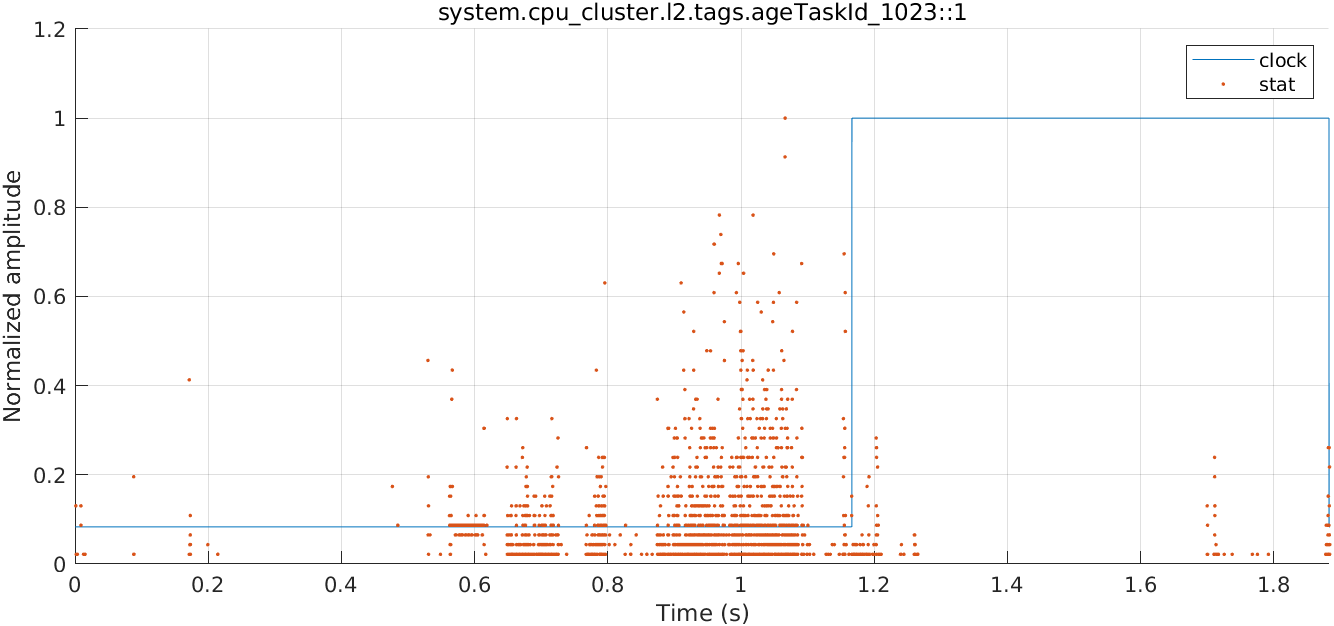 system.cpu_cluster.l2.tags.ageTaskId_1023::1
1.2
1
0.8
0.6
0.4
0.2
0
Normalized amplitude
clock
stat
0 0.2 0.4 0.6 0.8 1 1.2 1.4 1.6 1.8
Time (s)